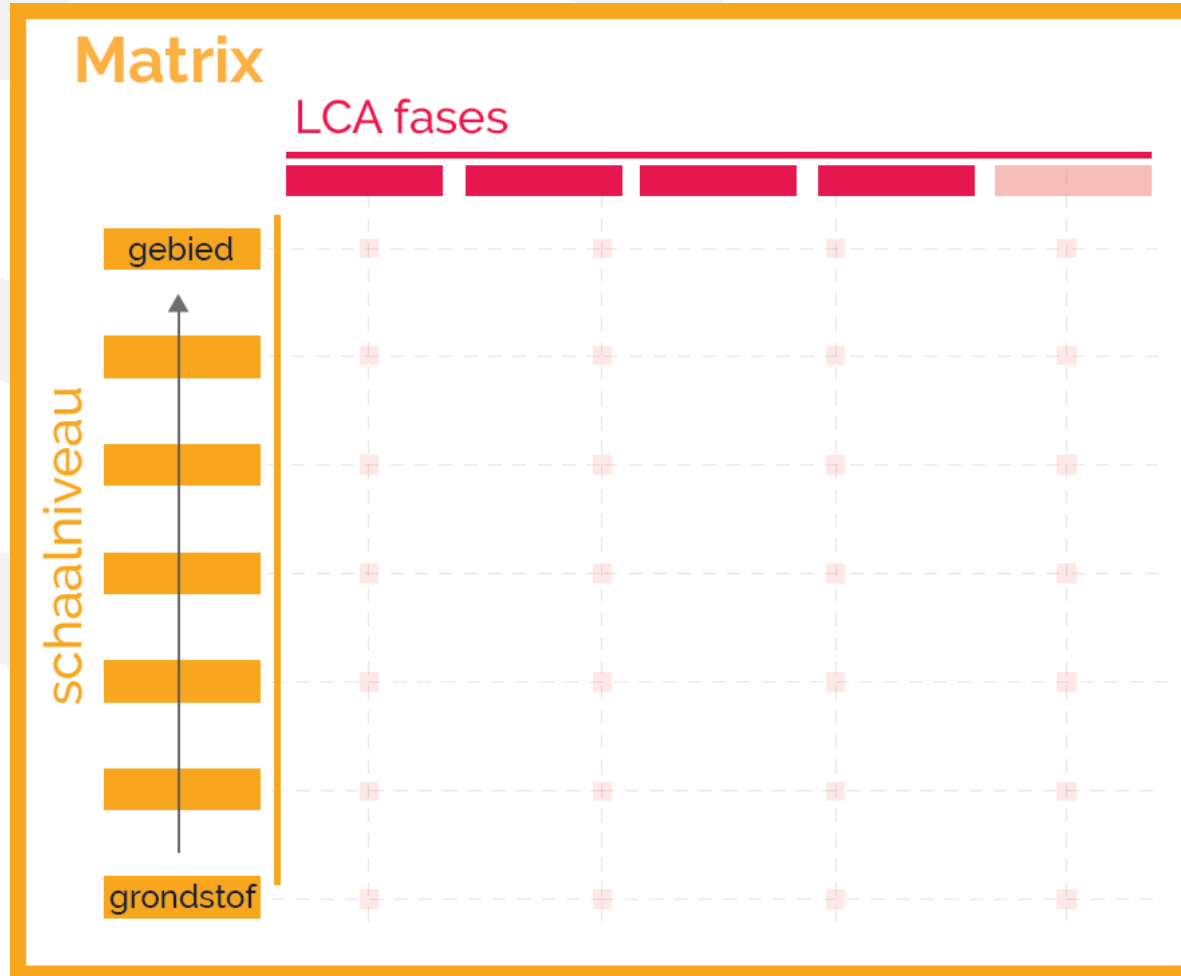 Matrix
LCA fases
gebied
schaalniveau
grondstof